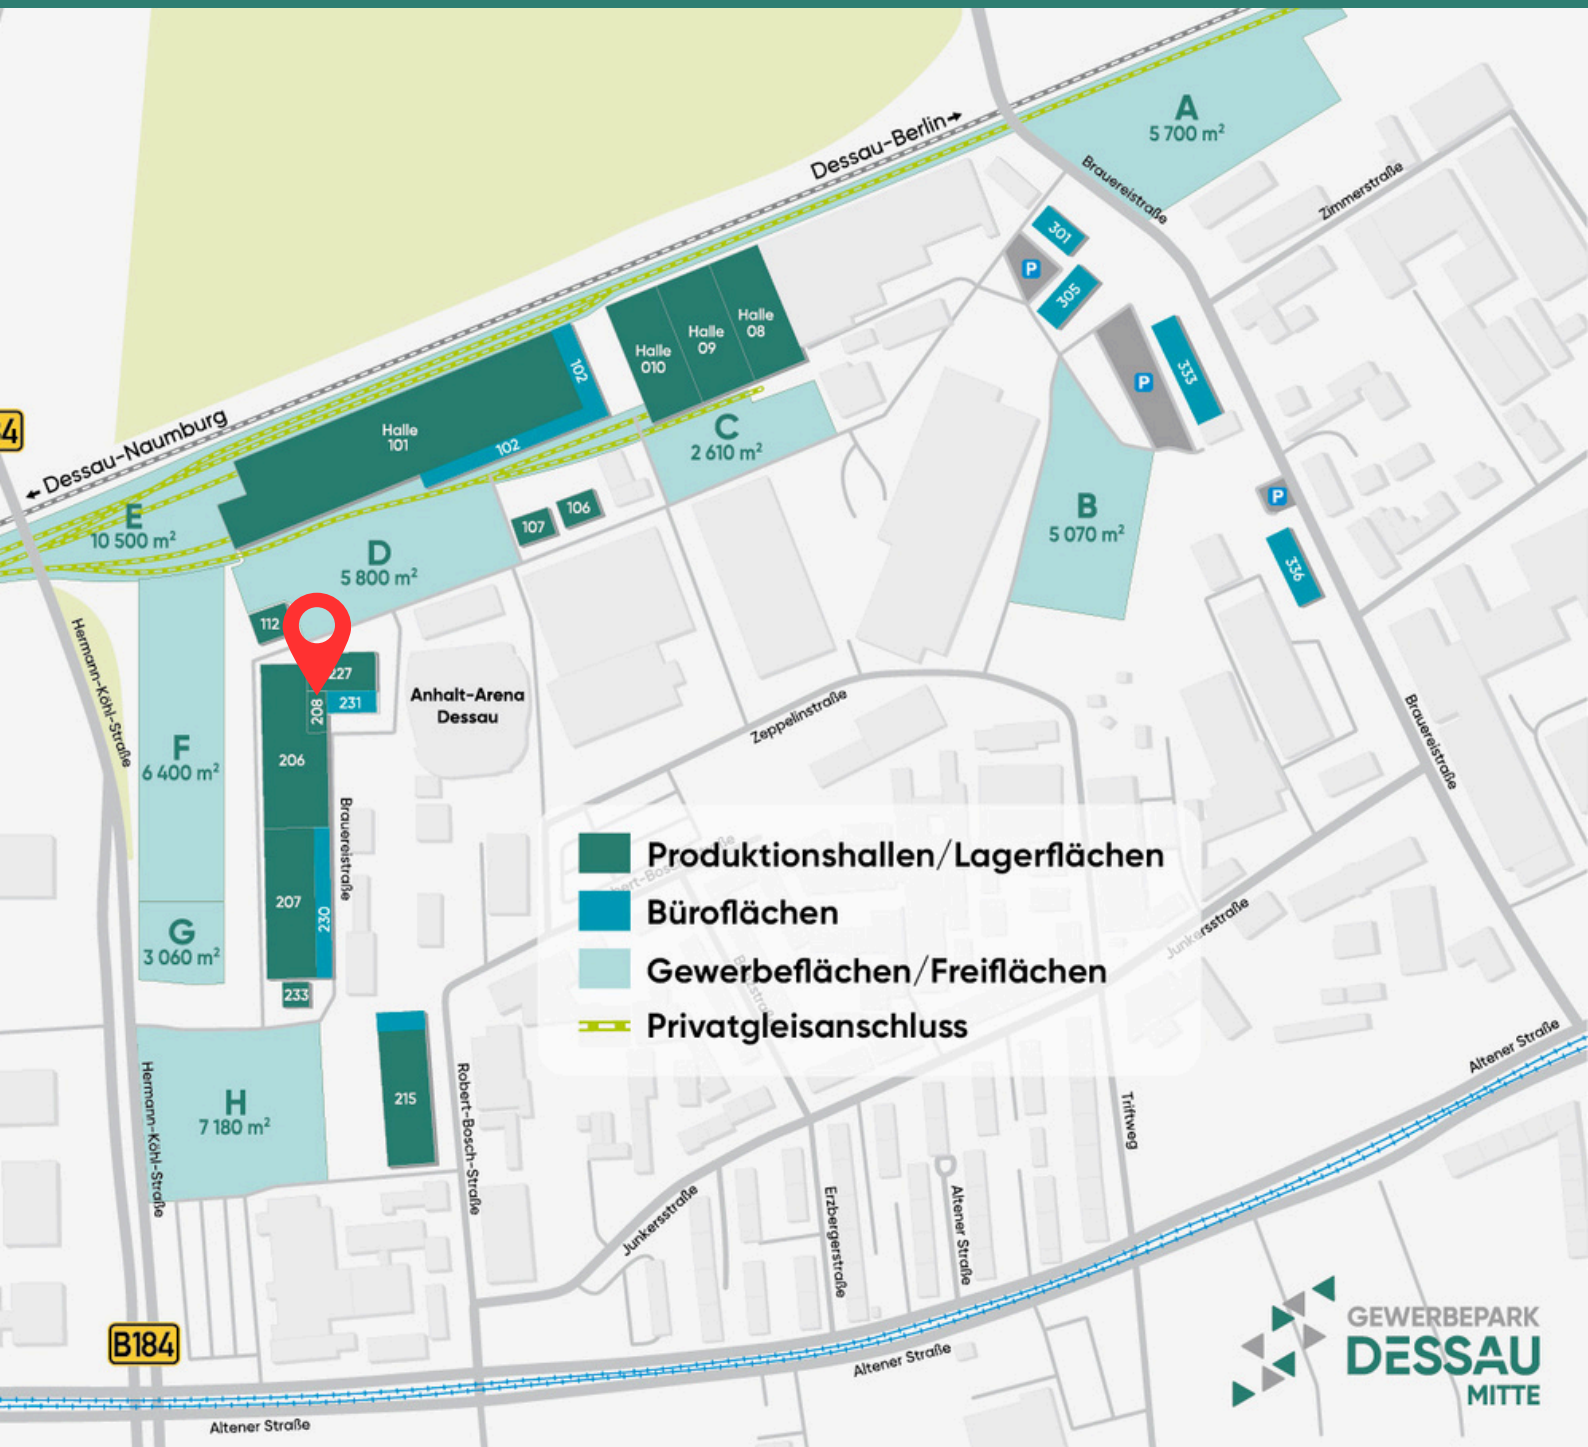 A
5 700 m²
Dessau-Berlin
Brauereistraße
Zimmerstraße
301
P
305
Halle
08
Halle
09
Halle
010
333
P
102
Halle
101
102
C
2 610 m²
Dessau-Naumburg
E
10 500 m²
B
5 070 m²
P
336
106
107
D
5 800 m²
112
Hermann-Köhl-Straße
227
208
231
Anhalt-Arena
Dessau
Zeppelinstraße
Brauereistraße
F
6 400 m²
206
Brauereistraße
207
230
G
3 060 m²
233
Produktionshallen/Lagerflächen
Büroflächen
Gewerbeflächen/Freiflächen
Privatgleisanschluss
Junkersstraße
H
7 180 m²
Hermann-Köhl-Straße
215
Robert-Bosch-Straße
Triftweg
Altener Straße
Junkersstraße
Erzbergerstraße
Altener Straße
B184
Altener Straße
Altener Straße
GEWERBEPARK
DESSAU
MITTE